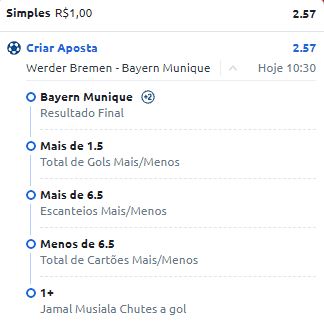 Simples R$1,00 2.57
Criar Aposta 2.57
Werder Bremen - Bayern Munique Hoje 10:30
Bayern Munique +2
Resultado Final
Mais de 1.5
Total de Gols Mais/Menos
Mais de 6.5
Escanteios Mais/Menos
Menos de 6.5
Total de Cartões Mais/Menos
1+
Jamal Musiala Chutes a gol